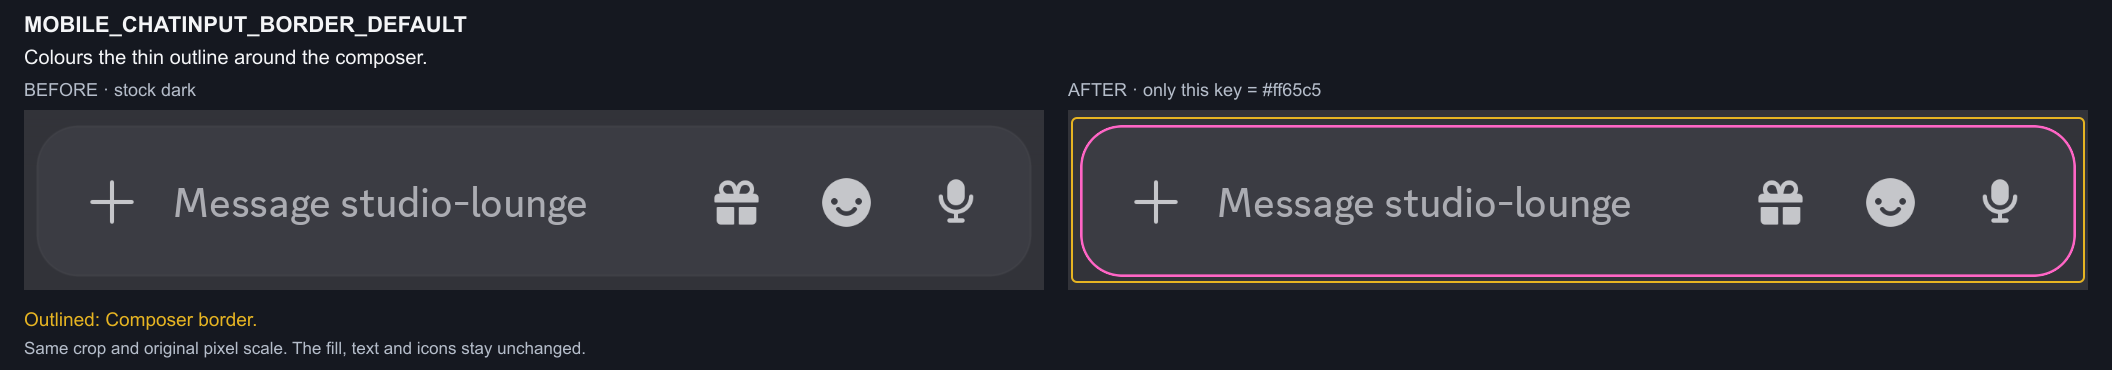 MOBILE_CHATINPUT_BORDER_DEFAULT
Colours the thin outline around the composer.
BEFORE · stock dark
AFTER · only this key = #ff65c5
Message studio-lounge
Message studio-lounge
Outlined: Composer border.
Same crop and original pixel scale. The fill, text and icons stay unchanged.